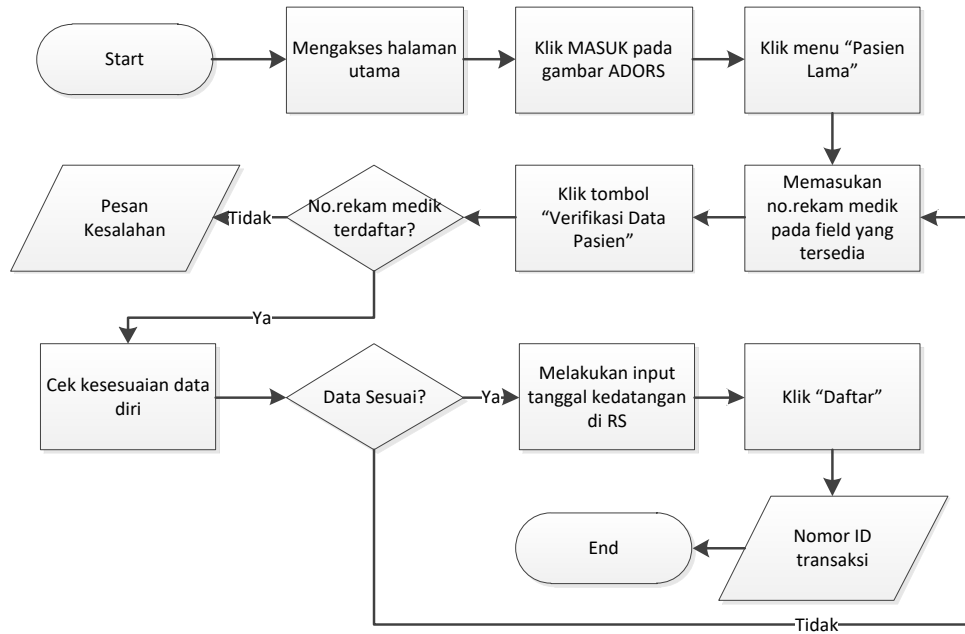 Start
Mengakses halaman
utama
Klik MASUK pada
gambar ADORS
Klik menu “Pasien
Lama”
Memasukan
no.rekam medik
pada field yang
tersedia
Klik tombol
“Verifikasi Data
Pasien”
No.rekam medik
terdaftar?
Tidak
Pesan
Kesalahan
Ya
Cek kesesuaian data
diri
Data Sesuai?
Ya
Melakukan input
tanggal kedatangan
di RS
Klik “Daftar”
Nomor ID
transaksi
End
Tidak